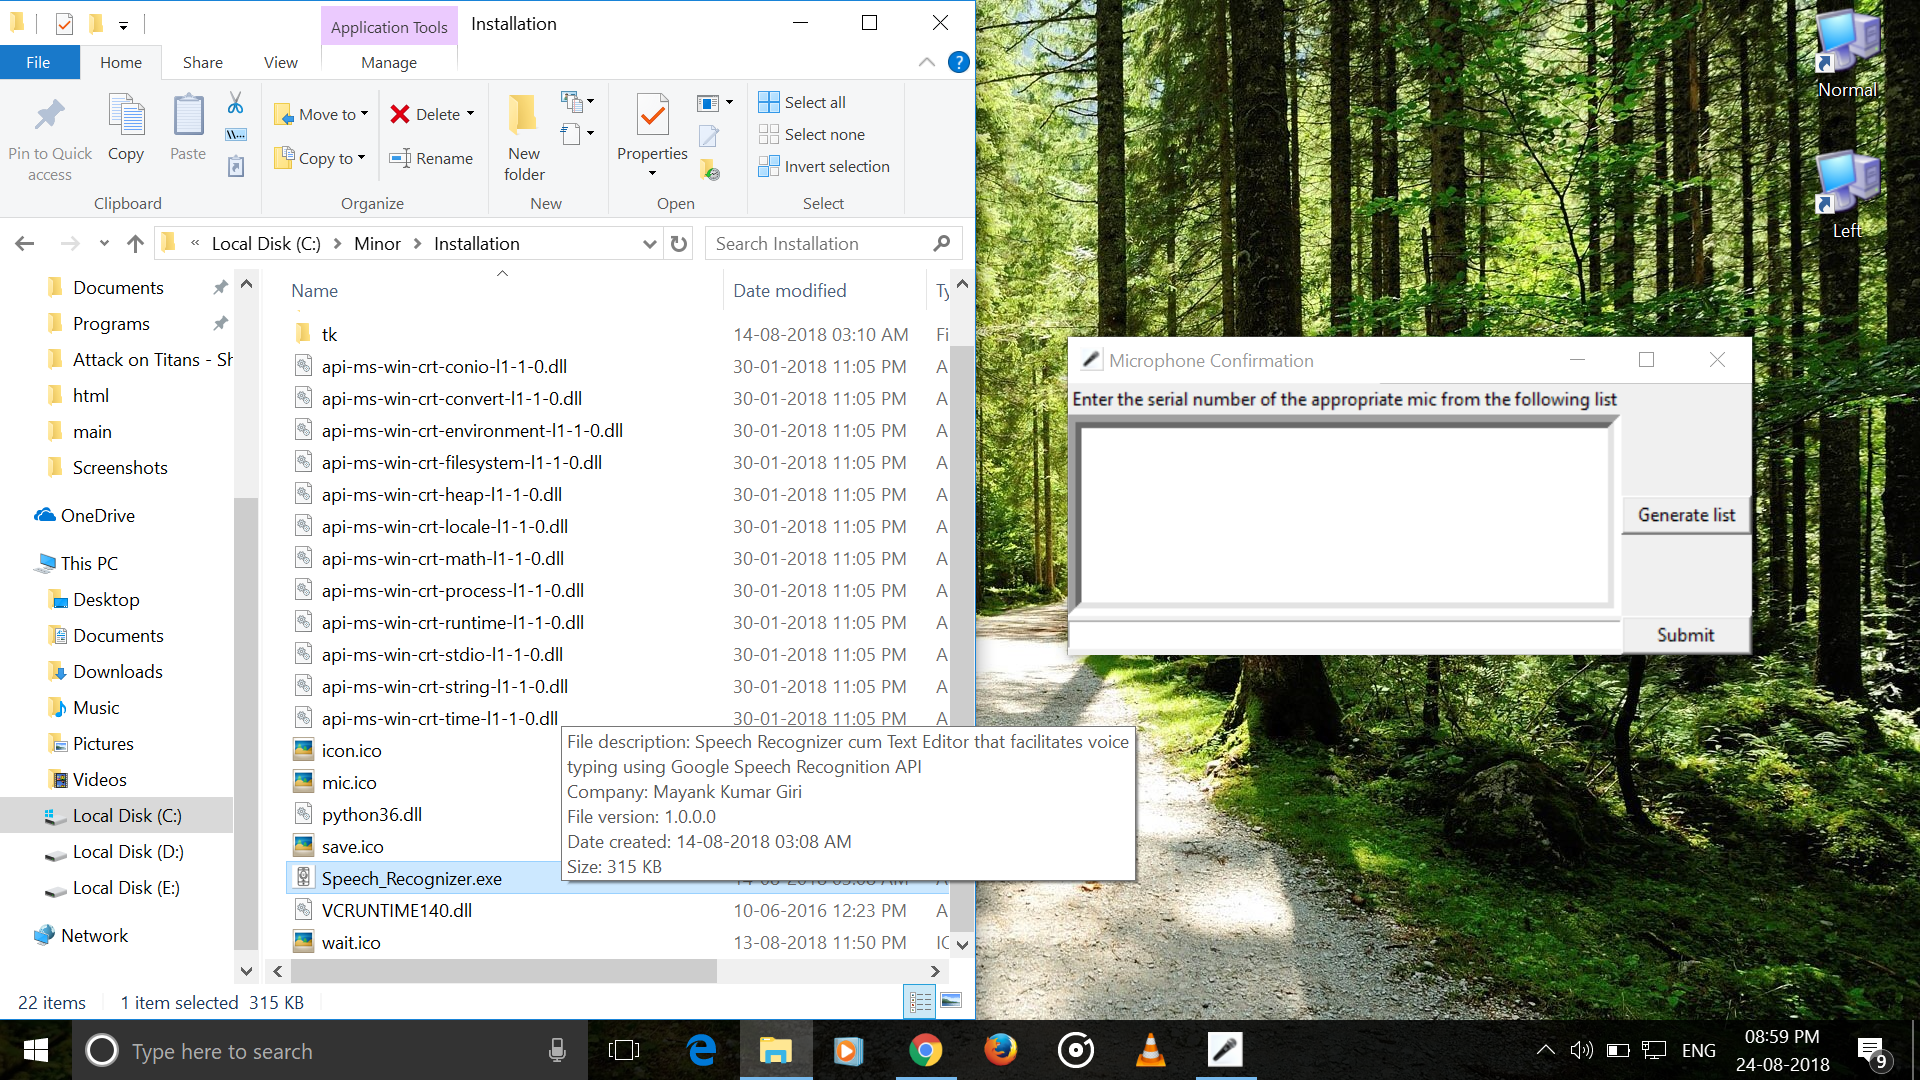 Application Tools
Installation
File
Home
Share
View
Manage
Pin to Quick
access
Copy
Paste
Move to
Copy to
Delete
Rename
New
folder
Properties
Select all
Select none
Invert selection
Clipboard
Organize
New
Open
Select
« Local Disk (C:) > Minor > Installation
Search Installation
Documents
Programs
Attack on Titans - Sh
html
main
Screenshots
OneDrive
This PC
Desktop
Documents
Downloads
Music
Pictures
Videos
Local Disk (C:)
Local Disk (D:)
Local Disk (E:)
Network
Name Date modified Ty
tk 14-08-2018 03:10 AM Fi
api-ms-win-crt-conio-l1-1-0.dll 30-01-2018 11:05 PM A
api-ms-win-crt-convert-l1-1-0.dll 30-01-2018 11:05 PM A
api-ms-win-crt-environment-l1-1-0.dll 30-01-2018 11:05 PM A
api-ms-win-crt-filesystem-l1-1-0.dll 30-01-2018 11:05 PM A
api-ms-win-crt-heap-l1-1-0.dll 30-01-2018 11:05 PM A
api-ms-win-crt-locale-l1-1-0.dll 30-01-2018 11:05 PM A
api-ms-win-crt-math-l1-1-0.dll 30-01-2018 11:05 PM A
api-ms-win-crt-process-l1-1-0.dll 30-01-2018 11:05 PM A
api-ms-win-crt-runtime-l1-1-0.dll 30-01-2018 11:05 PM A
api-ms-win-crt-stdio-l1-1-0.dll 30-01-2018 11:05 PM A
api-ms-win-crt-string-l1-1-0.dll 30-01-2018 11:05 PM A
api-ms-win-crt-time-l1-1-0.dll 30-01-2018 11:05 PM A
icon.ico
mic.ico
python36.dll
save.ico
Speech_Recognizer.exe
VCRUNTIME140.dll 10-06-2016 12:23 PM A
wait.ico 13-08-2018 11:50 PM IC
File description: Speech Recognizer cum Text Editor that facilitates voice
typing using Google Speech Recognition API
Company: Mayank Kumar Giri
File version: 1.0.0.0
Date created: 14-08-2018 03:08 AM
Size: 315 KB
22 items 1 item selected 315 KB
Normal
Left
Microphone Confirmation
Enter the serial number of the appropriate mic from the following list
Generate list
Submit
Type here to search
ENG
08:59 PM
24-08-2018
9